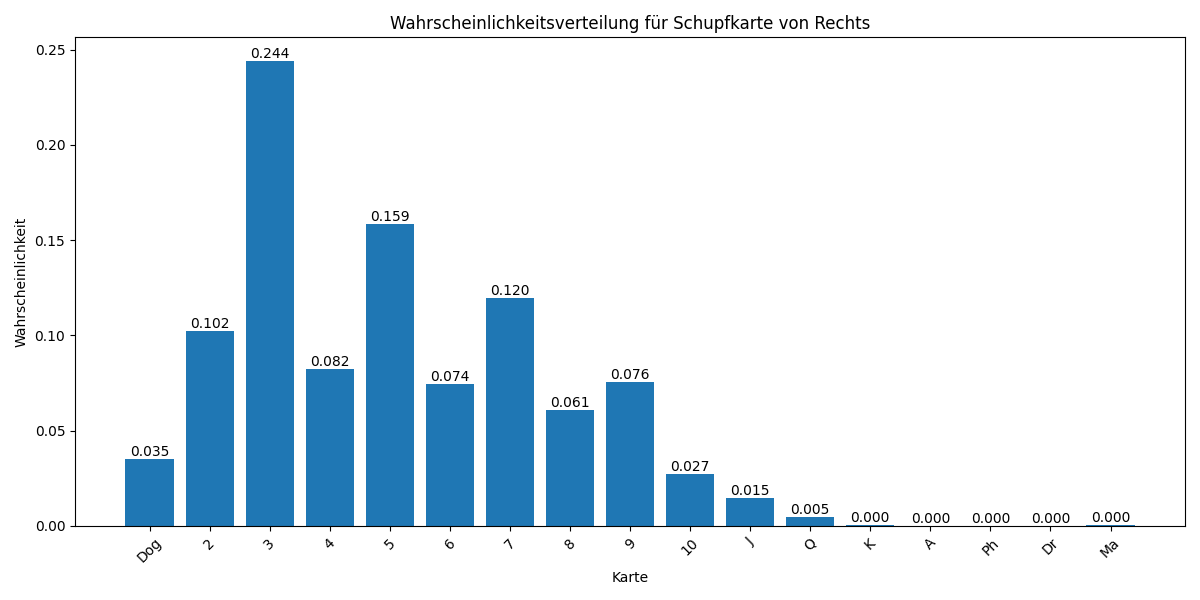 Wahrscheinlichkeitsverteilung für Schupfkarte von Rechts
Wahrscheinlichkeit
0.25
0.20
0.15
0.10
0.05
0.00
0.035
0.102
0.244
0.082
0.159
0.074
0.120
0.061
0.076
0.027
0.015
0.005
0.000
0.000
0.000
0.000
0.000
Dog
2
3
4
5
6
7
8
9
10
J
Q
K
A
Ph
Dr
Ma
Karte